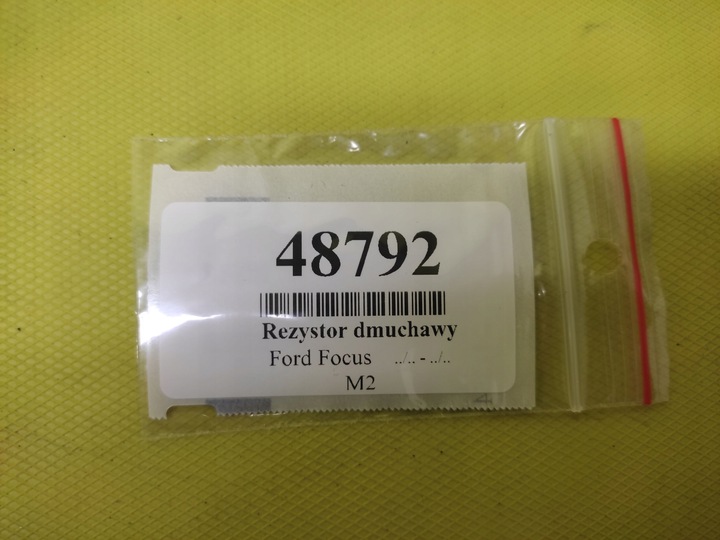 48792
Rezystor dmuchawy
Ford Focus ../.. - ../..
M2